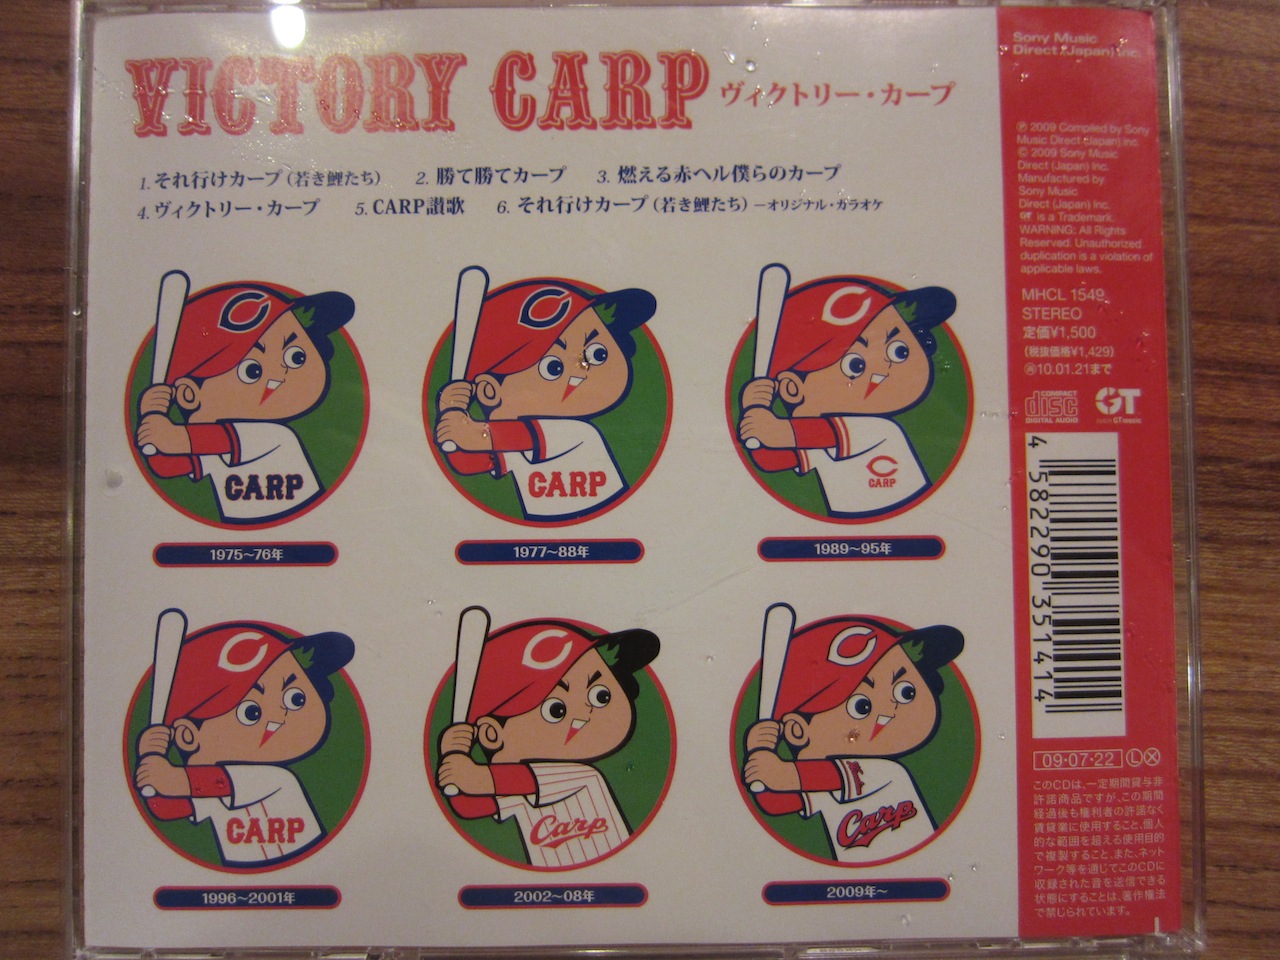 VICTORY CARP ヴィクトリー・カープ
1. それ行けカープ (若き鯉たち) 2. 勝て勝てカープ 3. 燃える赤ヘル僕らのカープ
4. ヴィクトリー・カープ 5. CARP讃歌 6. それ行けカープ (若き鯉たち) ーオリジナル・カラオケ
CARP
CARP
C
CARP
1975~76年
1977~88年
1989~95年
CARP
Carp
Carp
1996~2001年
2002~08年
2009年~
Sony Music
Direct (Japan) Inc.
℗ 2009 Compiled by Sony
Music Direct (Japan) Inc.
© 2009 Sony Music
Direct (Japan) Inc.
Manufactured by
Sony Music
Direct (Japan) Inc.
GT is a Trademark.
WARNING: All Rights
Reserved. Unauthorized
duplication is a violation of
applicable laws.
MHCL 1549
STEREO
定価¥1,500
(税抜価格¥1,429)
10.01.21まで
COMPACT
disc
DIGITAL AUDIO
GT
GT music
4 582290 351414
09・07・22 L X
このCDは、一定期間貸与非
許諾商品ですが、この期間
経過後も権利者の許諾なく
賃貸業に使用すること、個人
的な範囲を超える使用目的
で複製すること、また、ネット
ワーク等を通じてこのCDに
収録された音を送信できる
状態にすることは、著作権法
で禁じられています。